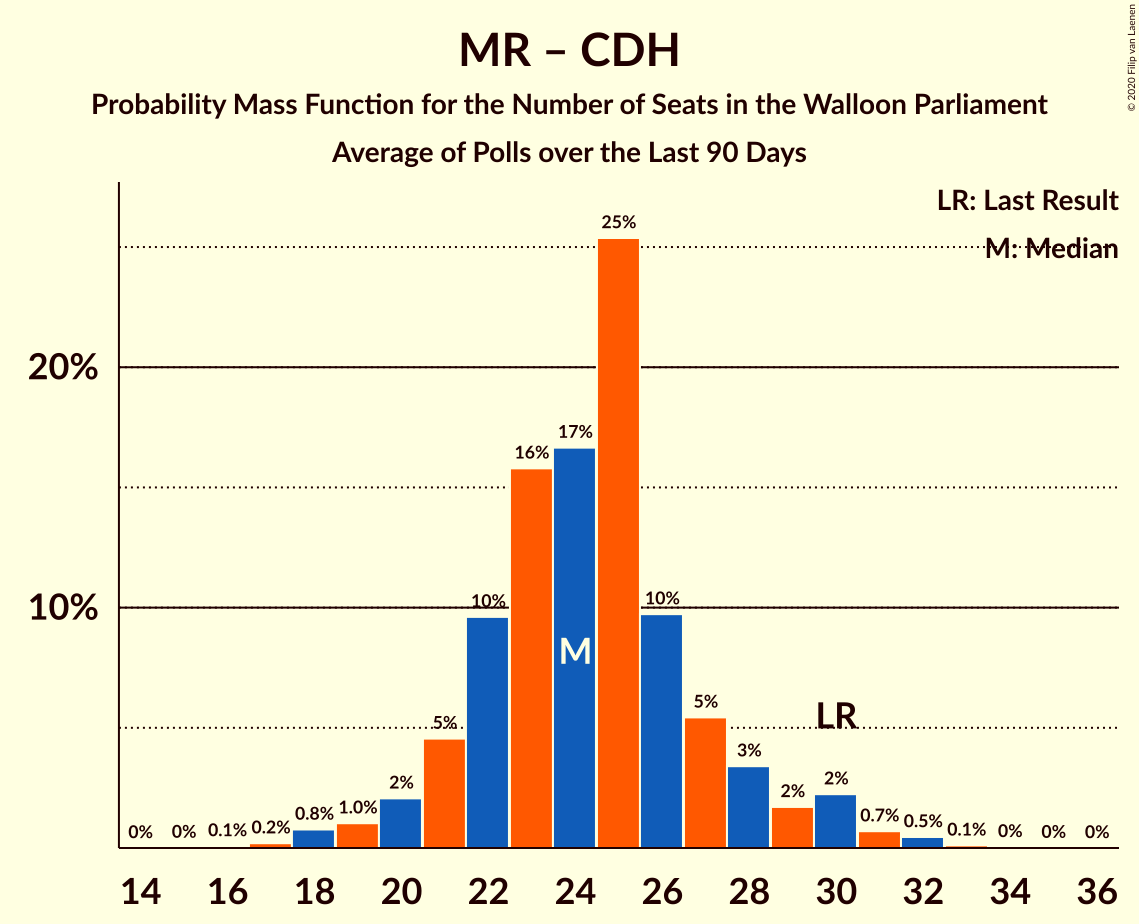 MR – CDH
Probability Mass Function for the Number of Seats in the Walloon Parliament
Average of Polls over the Last 90 Days
© 2020 Filip van Laenen
LR: Last Result
M: Median
25%
20%
17%
16%
10%
10% 10%
M
5% 5%
LR
3%
2% 2% 2%
0% 0% 0.1% 0.2% 0.8% 1.0% 0.7% 0.5% 0.1% 0% 0% 0%
14 16 18 20 22 24 26 28 30 32 34 36